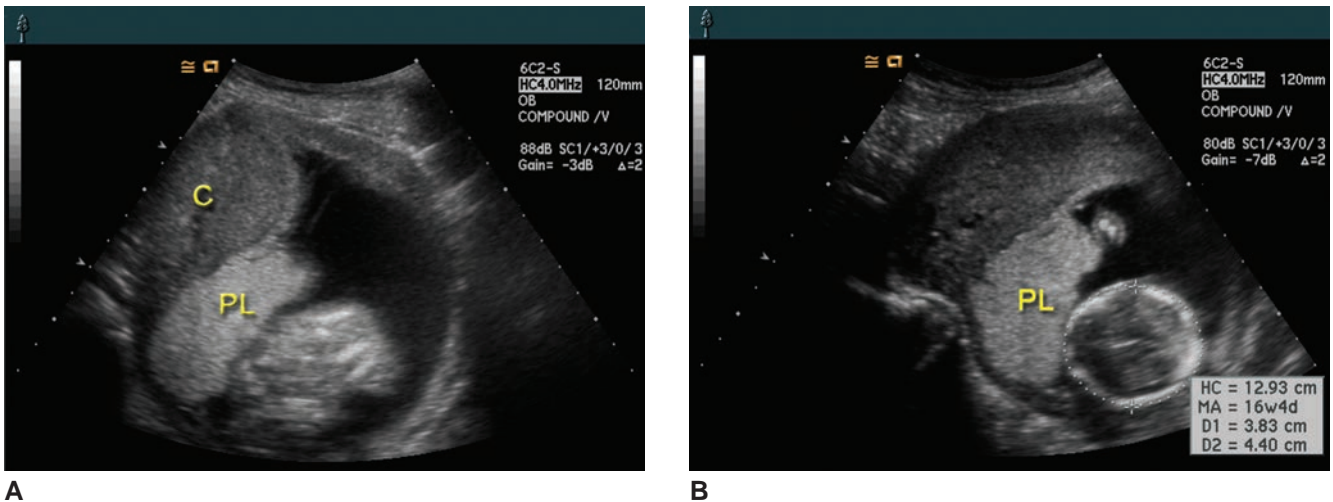 6C2-S
HC4.0MHz 120mm
OB
COMPOUND /V
88dB SC1/+3/0/3
Gain= -3dB Δ=2
C
PL
A
6C2-S
HC4.0MHz 120mm
OB
COMPOUND /V
80dB SC1/+3/0/3
Gain= -7dB Δ=2
PL
HC = 12.93 cm
MA = 16w4d
D1 = 3.83 cm
D2 = 4.40 cm
B